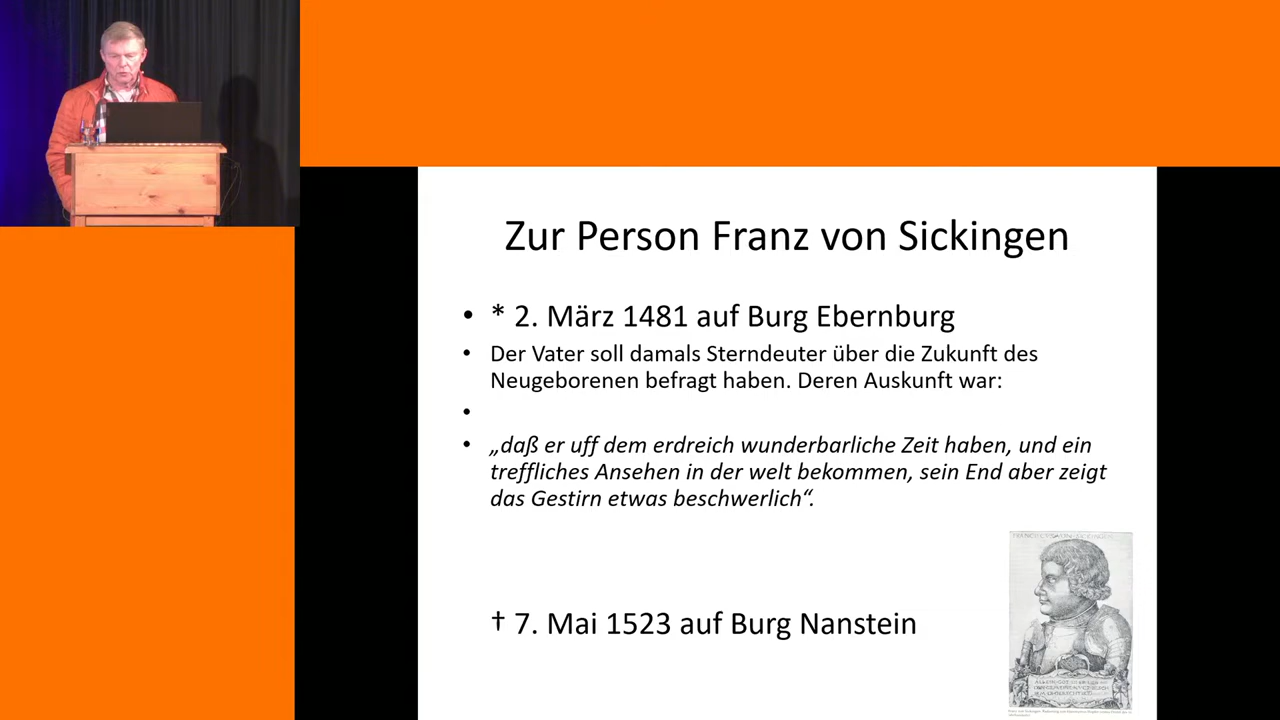 Zur Person Franz von Sickingen
• * 2. März 1481 auf Burg Ebernburg
• Der Vater soll damals Sterndeuter über die Zukunft des
Neugeborenen befragt haben. Deren Auskunft war:
•
• „daß er uff dem erdreich wunderbarliche Zeit haben, und ein
treffliches Ansehen in der welt bekommen, sein End aber zeigt
das Gestirn etwas beschwerlich“.
† 7. Mai 1523 auf Burg Nanstein